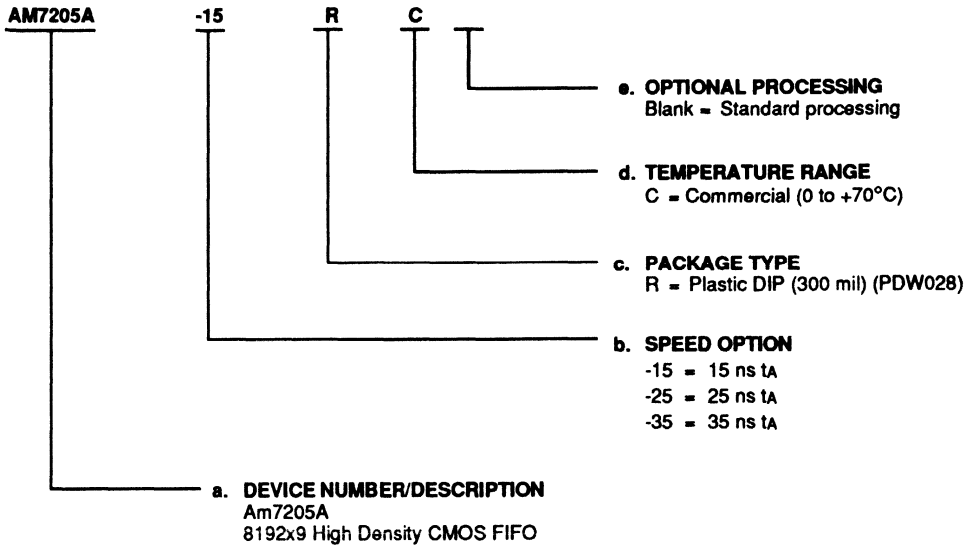 AM7205A -15 R C
e. OPTIONAL PROCESSING
Blank = Standard processing
d. TEMPERATURE RANGE
C = Commercial (0 to +70°C)
c. PACKAGE TYPE
R = Plastic DIP (300 mil) (PDW028)
b. SPEED OPTION
-15 = 15 ns tA
-25 = 25 ns tA
-35 = 35 ns tA
a. DEVICE NUMBER/DESCRIPTION
Am7205A
8192x9 High Density CMOS FIFO